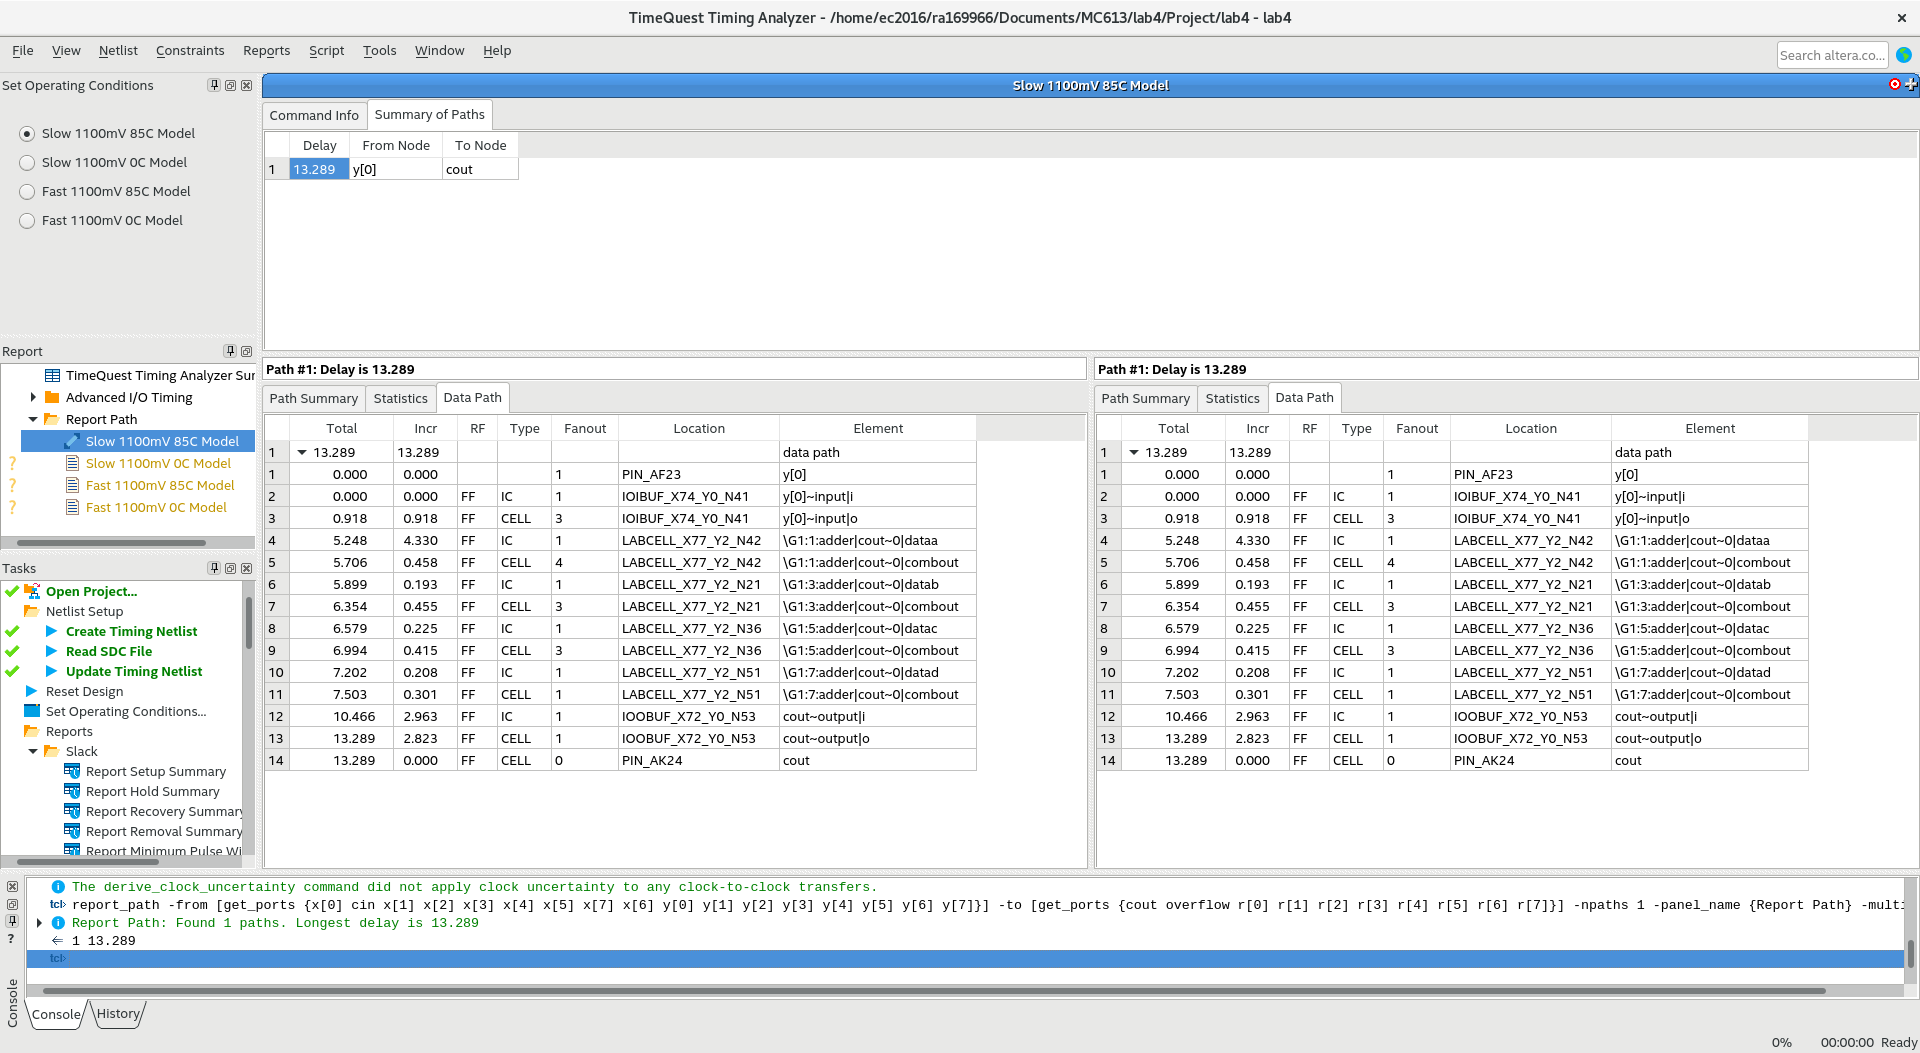 TimeQuest Timing Analyzer - /home/ec2016/ra169966/Documents/MC613/lab4/Project/lab4 - lab4
File View Netlist Constraints Reports Script Tools Window Help
Search altera.co...
Set Operating Conditions
Slow 1100mV 85C Model
Slow 1100mV 0C Model
Fast 1100mV 85C Model
Fast 1100mV 0C Model
Report
TimeQuest Timing Analyzer Sur
Advanced I/O Timing
Report Path
Slow 1100mV 85C Model
? Slow 1100mV 0C Model
? Fast 1100mV 85C Model
? Fast 1100mV 0C Model
Tasks
Open Project...
Netlist Setup
Create Timing Netlist
Read SDC File
Update Timing Netlist
Reset Design
Set Operating Conditions...
Reports
Slack
Report Setup Summary
Report Hold Summary
Report Recovery Summary
Report Removal Summary
Report Minimum Pulse Wi
Slow 1100mV 85C Model
Command Info Summary of Paths
Delay From Node To Node
1 13.289 y[0] cout
Path #1: Delay is 13.289
Path Summary Statistics Data Path
Total Incr RF Type Fanout Location Element
1 13.289 13.289 data path
1 0.000 0.000 1 PIN_AF23 y[0]
2 0.000 0.000 FF IC 1 IOIBUF_X74_Y0_N41 y[0]~input|i
3 0.918 0.918 FF CELL 3 IOIBUF_X74_Y0_N41 y[0]~input|o
4 5.248 4.330 FF IC 1 LABCELL_X77_Y2_N42 \G1:1:adder|cout~0|dataa
5 5.706 0.458 FF CELL 4 LABCELL_X77_Y2_N42 \G1:1:adder|cout~0|combout
6 5.899 0.193 FF IC 1 LABCELL_X77_Y2_N21 \G1:3:adder|cout~0|datab
7 6.354 0.455 FF CELL 3 LABCELL_X77_Y2_N21 \G1:3:adder|cout~0|combout
8 6.579 0.225 FF IC 1 LABCELL_X77_Y2_N36 \G1:5:adder|cout~0|datac
9 6.994 0.415 FF CELL 3 LABCELL_X77_Y2_N36 \G1:5:adder|cout~0|combout
10 7.202 0.208 FF IC 1 LABCELL_X77_Y2_N51 \G1:7:adder|cout~0|datad
11 7.503 0.301 FF CELL 1 LABCELL_X77_Y2_N51 \G1:7:adder|cout~0|combout
12 10.466 2.963 FF IC 1 IOOBUF_X72_Y0_N53 cout~output|i
13 13.289 2.823 FF CELL 1 IOOBUF_X72_Y0_N53 cout~output|o
14 13.289 0.000 FF CELL 0 PIN_AK24 cout
Path #1: Delay is 13.289
Path Summary Statistics Data Path
Total Incr RF Type Fanout Location Element
1 13.289 13.289 data path
1 0.000 0.000 1 PIN_AF23 y[0]
2 0.000 0.000 FF IC 1 IOIBUF_X74_Y0_N41 y[0]~input|i
3 0.918 0.918 FF CELL 3 IOIBUF_X74_Y0_N41 y[0]~input|o
4 5.248 4.330 FF IC 1 LABCELL_X77_Y2_N42 \G1:1:adder|cout~0|dataa
5 5.706 0.458 FF CELL 4 LABCELL_X77_Y2_N42 \G1:1:adder|cout~0|combout
6 5.899 0.193 FF IC 1 LABCELL_X77_Y2_N21 \G1:3:adder|cout~0|datab
7 6.354 0.455 FF CELL 3 LABCELL_X77_Y2_N21 \G1:3:adder|cout~0|combout
8 6.579 0.225 FF IC 1 LABCELL_X77_Y2_N36 \G1:5:adder|cout~0|datac
9 6.994 0.415 FF CELL 3 LABCELL_X77_Y2_N36 \G1:5:adder|cout~0|combout
10 7.202 0.208 FF IC 1 LABCELL_X77_Y2_N51 \G1:7:adder|cout~0|datad
11 7.503 0.301 FF CELL 1 LABCELL_X77_Y2_N51 \G1:7:adder|cout~0|combout
12 10.466 2.963 FF IC 1 IOOBUF_X72_Y0_N53 cout~output|i
13 13.289 2.823 FF CELL 1 IOOBUF_X72_Y0_N53 cout~output|o
14 13.289 0.000 FF CELL 0 PIN_AK24 cout
The derive_clock_uncertainty command did not apply clock uncertainty to any clock-to-clock transfers.
tcl> report_path -from [get_ports {x[0] cin x[1] x[2] x[3] x[4] x[5] x[7] x[6] y[0] y[1] y[2] y[3] y[4] y[5] y[6] y[7]}] -to [get_ports {cout overflow r[0] r[1] r[2] r[3] r[4] r[5] r[6] r[7]}] -npaths 1 -panel_name {Report Path} -multi
Report Path: Found 1 paths. Longest delay is 13.289
1 13.289
tcl>
?
Console
Console History
0% 00:00:00 Ready